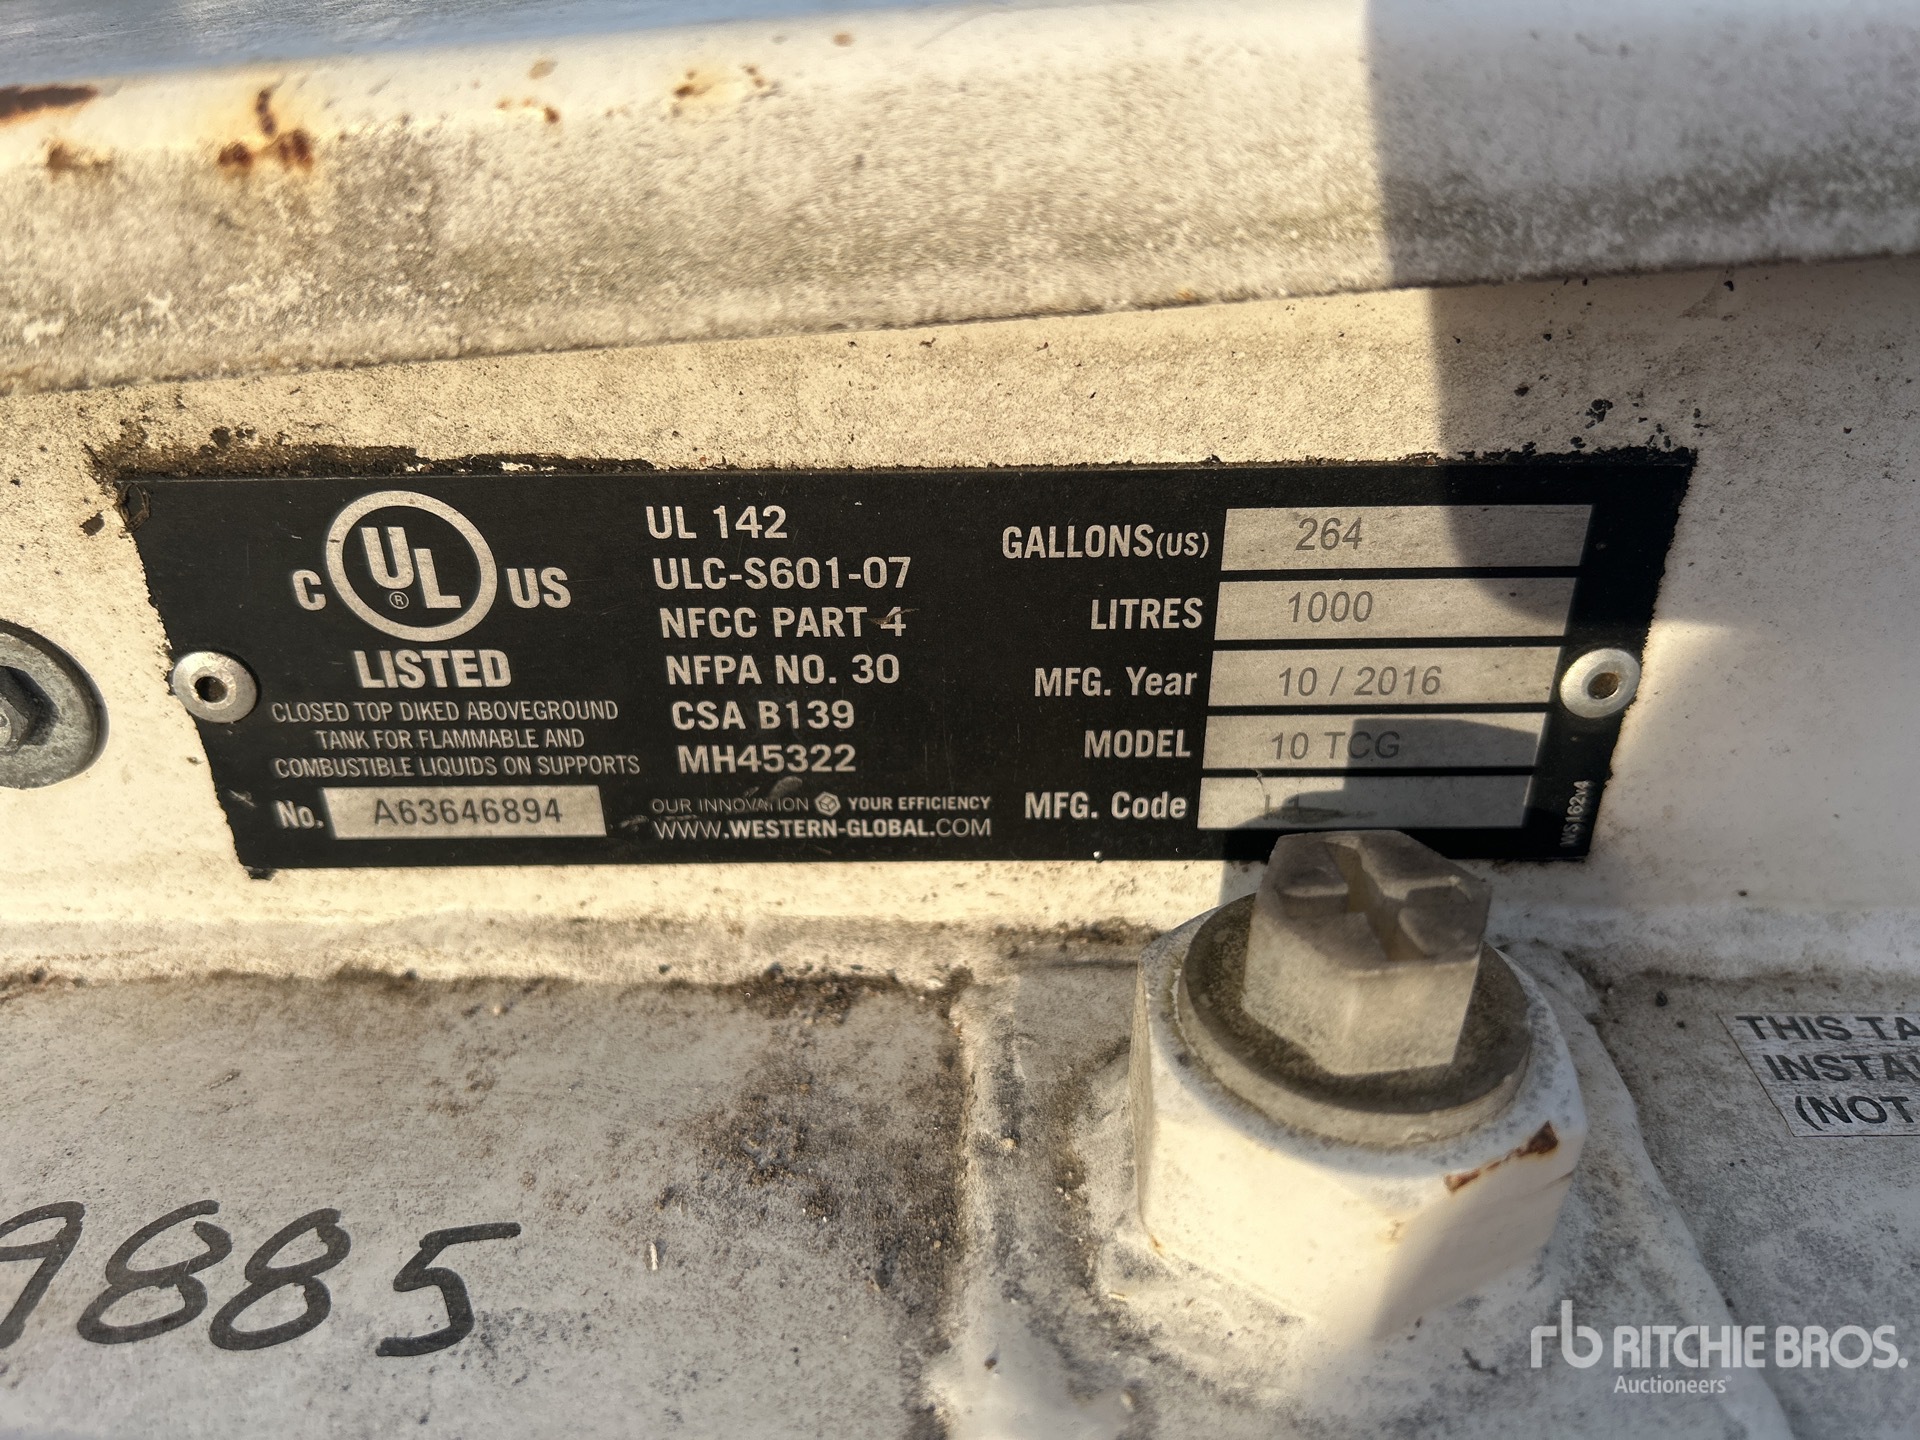 C UL® US
LISTED
CLOSED TOP DIKED ABOVEGROUND
TANK FOR FLAMMABLE AND
COMBUSTIBLE LIQUIDS ON SUPPORTS
No. A63646894
UL 142
ULC-S601-07
NFCC PART 4
NFPA NO. 30
CSA B139
MH45322
OUR INNOVATION YOUR EFFICIENCY
WWW.WESTERN-GLOBAL.COM
GALLONS(US) 264
LITRES 1000
MFG. Year 10 / 2016
MODEL 10 TCG
MFG. Code
MS162v4
THIS TA
INSTA
(NOT
9885
rb RITCHIE BROS.
Auctioneers